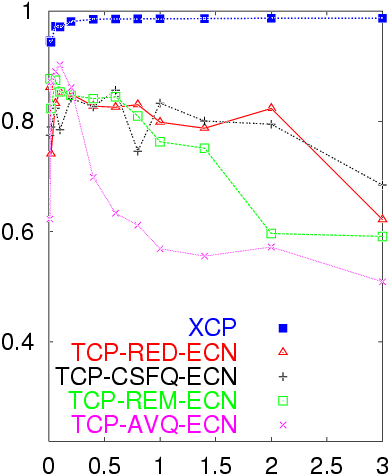 1
0.8
0.6
0.4
XCP
TCP-RED-ECN
TCP-CSFQ-ECN
TCP-REM-ECN
TCP-AVQ-ECN
0 0.5 1 1.5 2 2.5 3